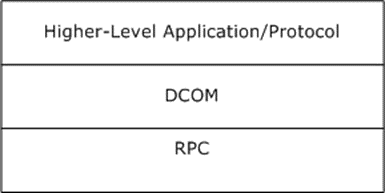 Higher-Level Application/Protocol
DCOM
RPC